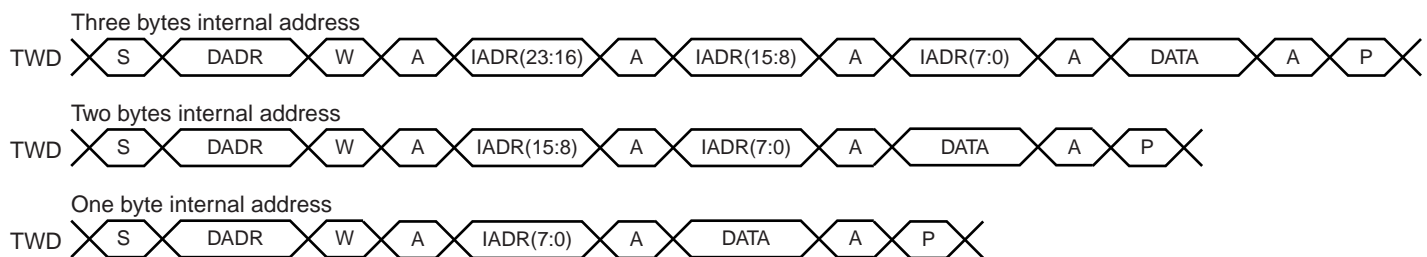 Three bytes internal address
TWD S DADR W A IADR(23:16) A IADR(15:8) A IADR(7:0) A DATA A P
Two bytes internal address
TWD S DADR W A IADR(15:8) A IADR(7:0) A DATA A P
One byte internal address
TWD S DADR W A IADR(7:0) A DATA A P